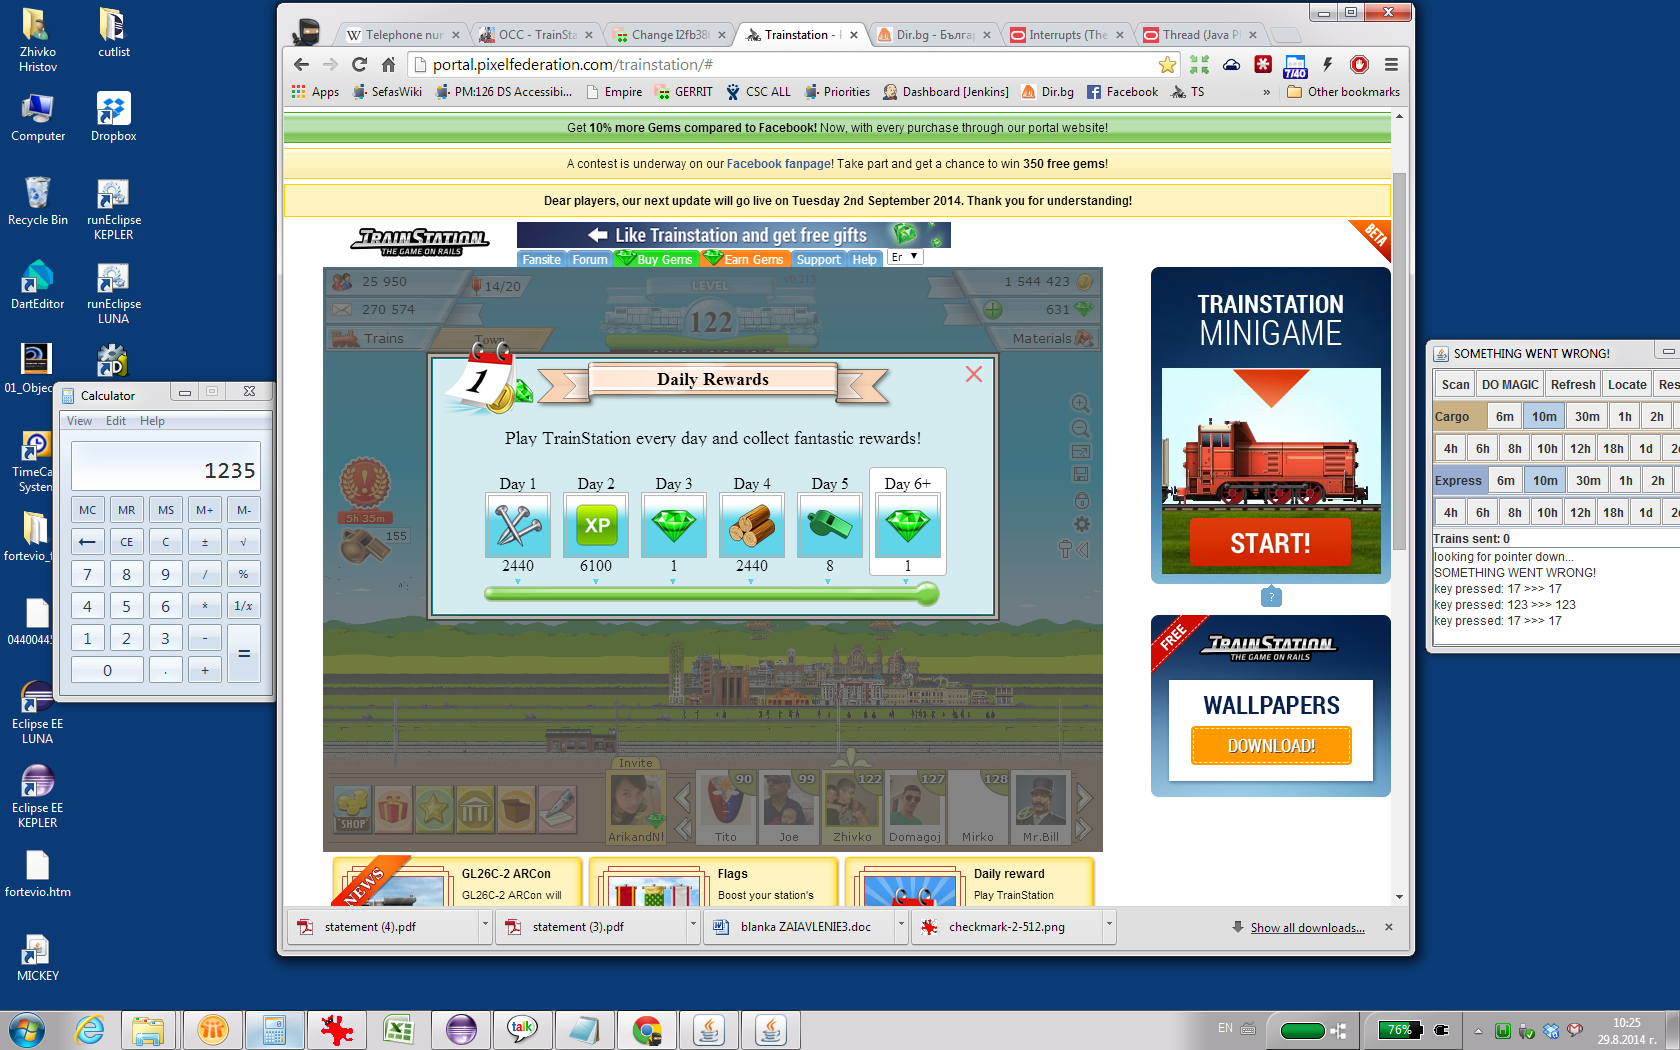 Zhivko
Hristov
cutlist
Computer
Dropbox
Recycle Bin
runEclipse
KEPLER
DartEditor
runEclipse
LUNA
01_Objec
TimeCa
System
fortevio_f
04400445
Eclipse EE
LUNA
Eclipse EE
KEPLER
fortevio.htm
MICKEY
Calculator
View Edit Help
1235
MC MR MS M+ M-
← CE C ± √
7 8 9 / %
4 5 6 * 1/x
1 2 3 - =
0 . +
Telephone nur
OCC - TrainSta
Change I2fb38
Trainstation -
Dir.bg - Българ
Interrupts (The
Thread (Java Pl
portal.pixelfederation.com/trainstation/#
7/40
Apps SefasWiki PM:126 DS Accessibi... Empire GERRIT CSC ALL Priorities Dashboard [Jenkins] Dir.bg Facebook TS » Other bookmarks
Get 10% more Gems compared to Facebook! Now, with every purchase through our portal website!
A contest is underway on our Facebook fanpage! Take part and get a chance to win 350 free gems!
Dear players, our next update will go live on Tuesday 2nd September 2014. Thank you for understanding!
TRAINSTATION
THE GAME ON RAILS
Like Trainstation and get free gifts
Fansite Forum Buy Gems Earn Gems Support Help Er
BETA
25 950
14/20
LEVEL
122
1 544 423
270 574
631
Trains
Town
Materials
1
Daily Rewards
Play TrainStation every day and collect fantastic rewards!
Day 1 Day 2 Day 3 Day 4 Day 5 Day 6+
XP
2440 6100 1 2440 8 1
5h 35m
155
Invite
SHOP
90 99 122 127 128
ArikandNI Tito Joe Zhivko Domagoj Mirko Mr.Bill
NEWS
GL26C-2 ARCon
GL26C-2 ARCon will
Flags
Boost your station's
Daily reward
Play TrainStation
TRAINSTATION
MINIGAME
START!
?
FREE
TRAINSTATION
THE GAME ON RAILS
WALLPAPERS
DOWNLOAD!
statement (4).pdf
statement (3).pdf
blanka ZAIAVLENIE3.doc
checkmark-2-512.png
Show all downloads...
SOMETHING WENT WRONG!
Scan DO MAGIC Refresh Locate Res
Cargo 6m 10m 30m 1h 2h
4h 6h 8h 10h 12h 18h 1d 2
Express 6m 10m 30m 1h 2h
4h 6h 8h 10h 12h 18h 1d 2
Trains sent: 0
looking for pointer down...
SOMETHING WENT WRONG!
key pressed: 17 >>> 17
key pressed: 123 >>> 123
key pressed: 17 >>> 17
talk
EN
76%
10:25
29.8.2014 г.